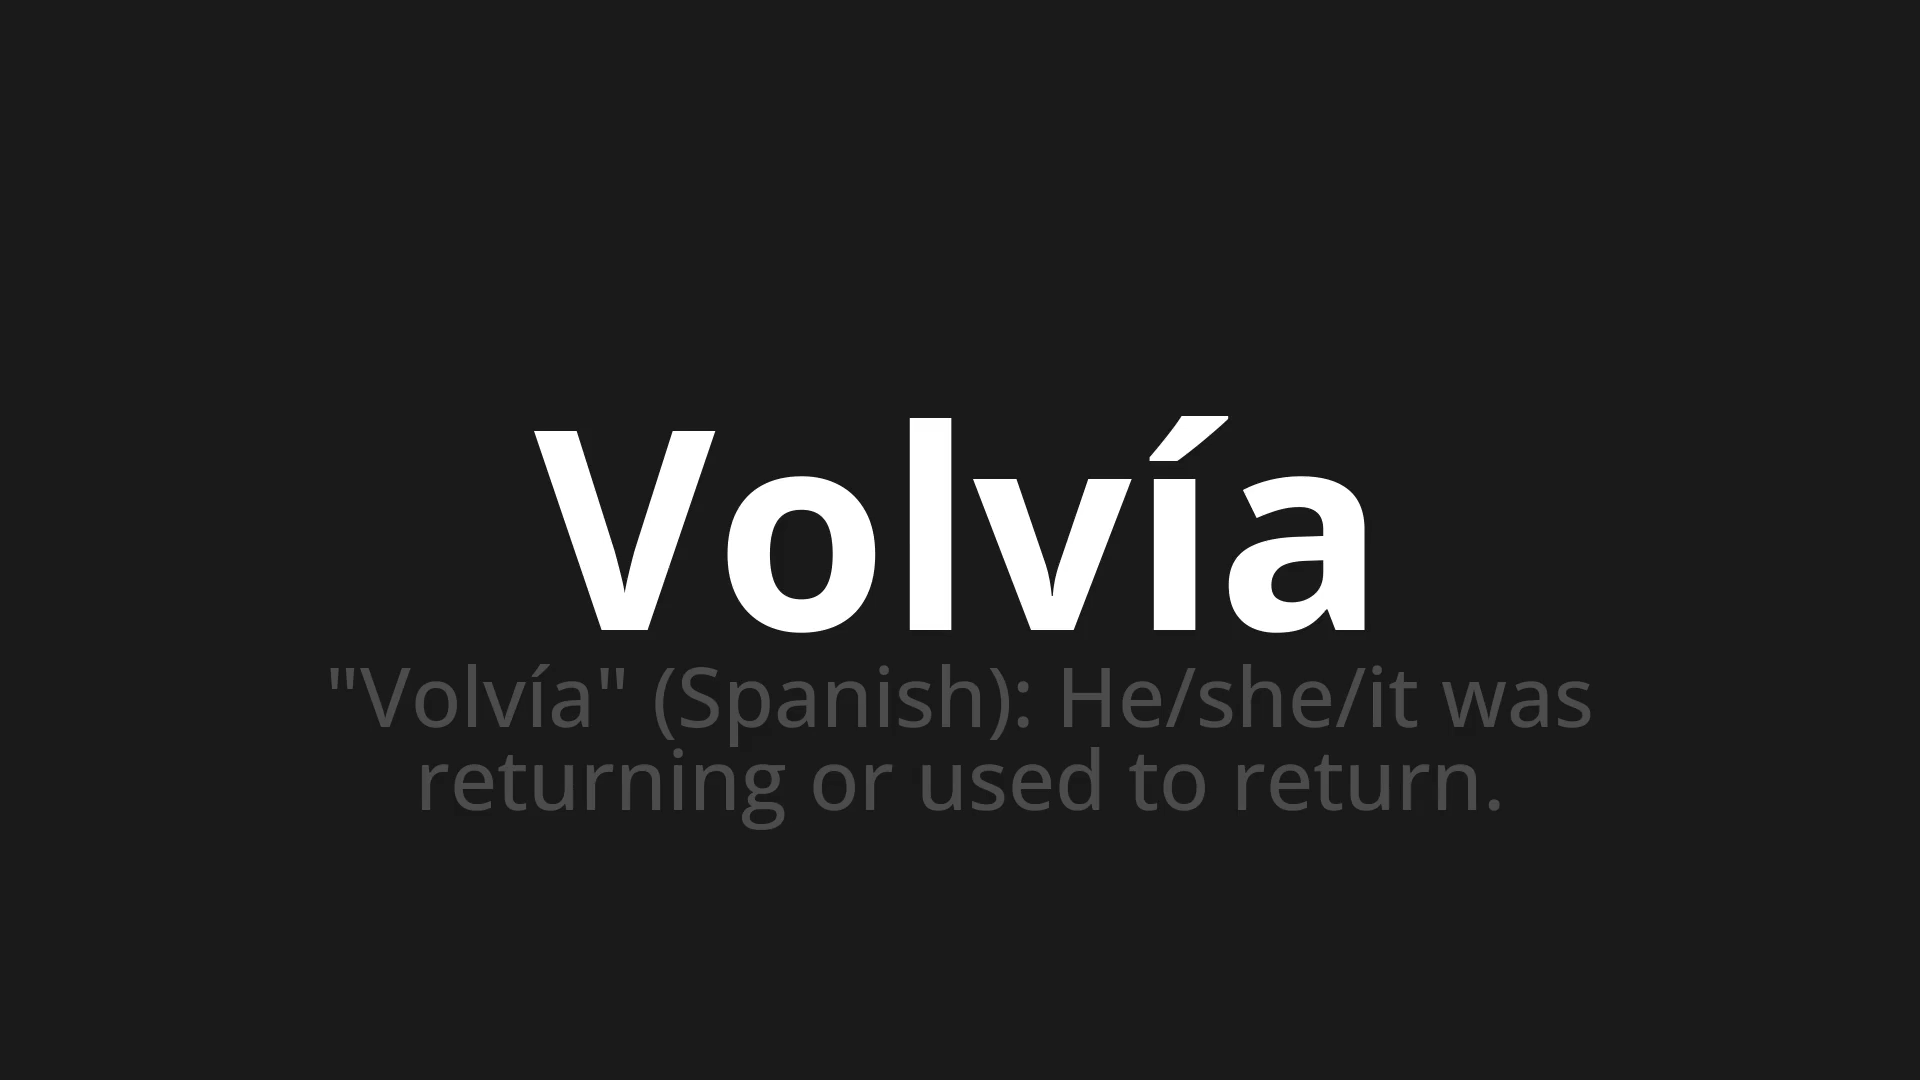 Volvía
"Volvía" (Spanish): He/she/it was
returning or used to return.